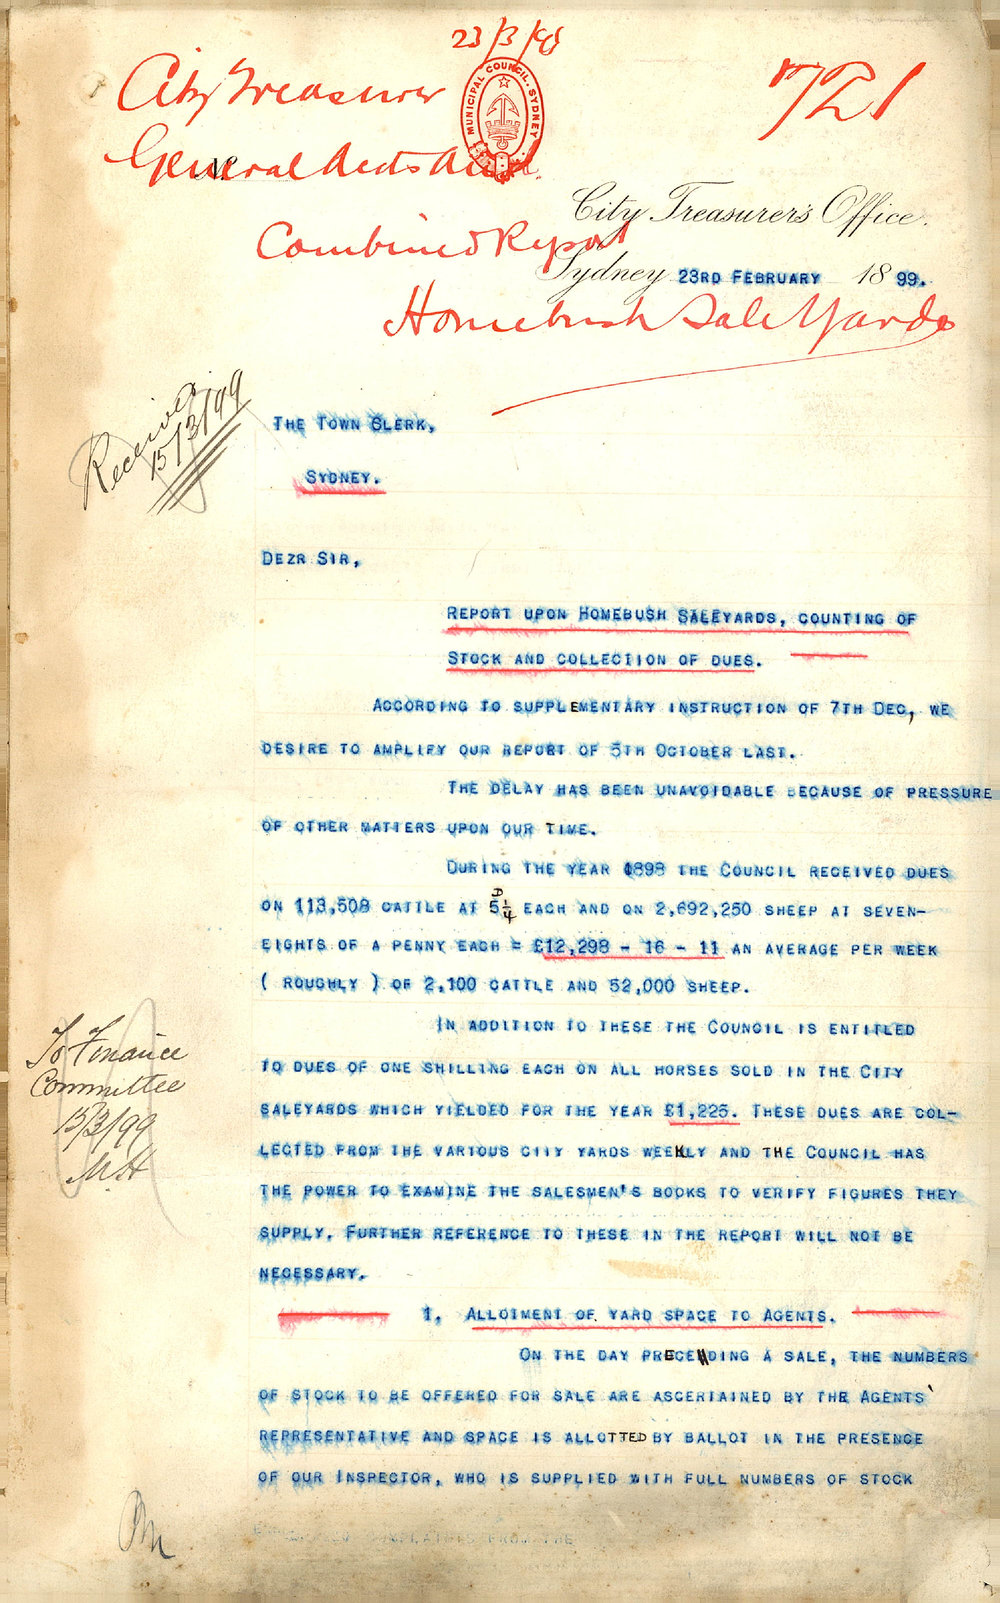 23/3/98
City Treasurer
721
MUNICIPAL COUNCIL. SYDNEY
General Accts
City Treasurer's Office.
Combined Report
Sydney 23RD FEBRUARY 1899.
Homebush Sale Yards
Received
15/3/99
THE TOWN CLERK,
SYDNEY.
DEZR SIR,
REPORT UPON HOMEBUSH SALEYARDS, COUNTING OF
STOCK AND COLLECTION OF DUES.
ACCORDING TO SUPPLEMENTARY INSTRUCTION OF 7TH DEC, WE
DESIRE TO AMPLIFY OUR REPORT OF 5TH OCTOBER LAST.
THE DELAY HAS BEEN UNAVOIDABLE BECAUSE OF PRESSURE
OF OTHER MATTERS UPON OUR TIME.
DURING THE YEAR 1898 THE COUNCIL RECEIVED DUES
ON 113,508 CATTLE AT 5¼D EACH AND ON 2,692,250 SHEEP AT SEVEN-
EIGHTS OF A PENNY EACH = £12,298 - 16 - 11 AN AVERAGE PER WEEK
( ROUGHLY ) OF 2,100 CATTLE AND 52,000 SHEEP.
IN ADDITION TO THESE THE COUNCIL IS ENTITLED
TO DUES OF ONE SHILLING EACH ON ALL HORSES SOLD IN THE CITY
SALEYARDS WHICH YIELDED FOR THE YEAR £1,225. THESE DUES ARE COL-
LECTED FROM THE VARIOUS CITY YARDS WEEKLY AND THE COUNCIL HAS
THE POWER TO EXAMINE THE SALESMEN'S BOOKS TO VERIFY FIGURES THEY
SUPPLY. FURTHER REFERENCE TO THESE IN THE REPORT WILL NOT BE
NECESSARY.
To Finance
Committee
15/3/99
M.H
1. ALLOTMENT OF YARD SPACE TO AGENTS.
ON THE DAY PRECEDING A SALE, THE NUMBERS
OF STOCK TO BE OFFERED FOR SALE ARE ASCERTAINED BY THE AGENTS'
REPRESENTATIVE AND SPACE IS ALLOTTED BY BALLOT IN THE PRESENCE
OF OUR INSPECTOR, WHO IS SUPPLIED WITH FULL NUMBERS OF STOCK
FROM THE